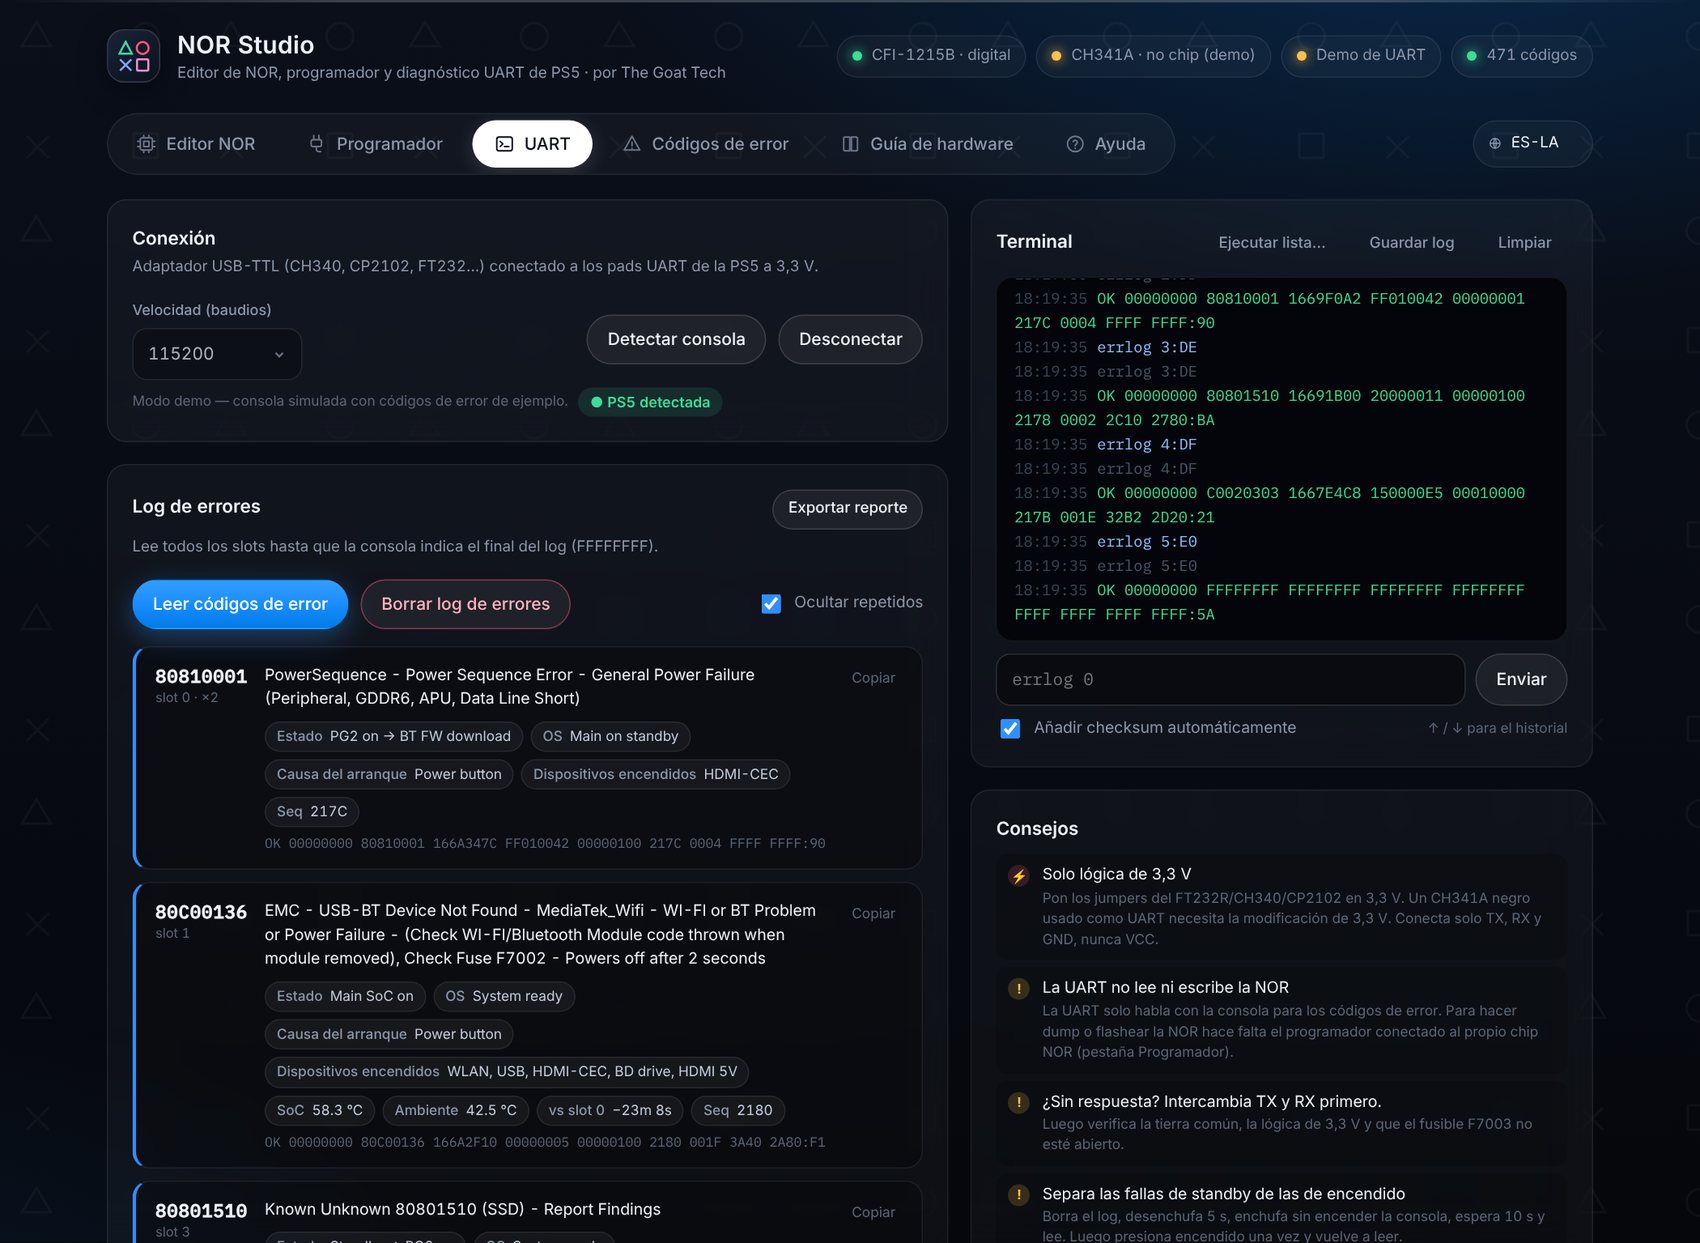 NOR Studio
Editor de NOR, programador y diagnóstico UART de PS5 · por The Goat Tech
CFI-1215B · digital
CH341A · no chip (demo)
Demo de UART
471 códigos
Editor NOR
Programador
UART
Códigos de error
Guía de hardware
Ayuda
ES-LA
Conexión
Adaptador USB-TTL (CH340, CP2102, FT232…) conectado a los pads UART de la PS5 a 3,3 V.
Velocidad (baudios)
115200
Detectar consola
Desconectar
Modo demo — consola simulada con códigos de error de ejemplo.
PS5 detectada
Log de errores
Exportar reporte
Lee todos los slots hasta que la consola indica el final del log (FFFFFFFF).
Leer códigos de error
Borrar log de errores
Ocultar repetidos
80810001
slot 0 · ×2
PowerSequence - Power Sequence Error - General Power Failure
(Peripheral, GDDR6, APU, Data Line Short)
Copiar
Estado PG2 on → BT FW download
OS Main on standby
Causa del arranque Power button
Dispositivos encendidos HDMI-CEC
Seq 217C
OK 00000000 80810001 166A347C FF010042 00000100 217C 0004 FFFF FFFF:90
80C00136
slot 1
EMC - USB-BT Device Not Found - MediaTek_Wifi - WI-FI or BT Problem
or Power Failure - (Check WI-FI/Bluetooth Module code thrown when
module removed), Check Fuse F7002 - Powers off after 2 seconds
Copiar
Estado Main SoC on
OS System ready
Causa del arranque Power button
Dispositivos encendidos WLAN, USB, HDMI-CEC, BD drive, HDMI 5V
SoC 58.3 °C
Ambiente 42.5 °C
vs slot 0 −23m 8s
Seq 2180
OK 00000000 80C00136 166A2F10 00000005 00000100 2180 001F 3A40 2A80:F1
80801510
slot 3
Known Unknown 80801510 (SSD) - Report Findings
Copiar
Terminal
Ejecutar lista…
Guardar log
Limpiar
18:19:35 OK 00000000 80810001 1669F0A2 FF010042 00000001
217C 0004 FFFF FFFF:90
18:19:35 errlog 3:DE
18:19:35 errlog 3:DE
18:19:35 OK 00000000 80801510 16691B00 20000011 00000100
2178 0002 2C10 2780:BA
18:19:35 errlog 4:DF
18:19:35 errlog 4:DF
18:19:35 OK 00000000 C0020303 1667E4C8 150000E5 00010000
217B 001E 32B2 2D20:21
18:19:35 errlog 5:E0
18:19:35 errlog 5:E0
18:19:35 OK 00000000 FFFFFFFF FFFFFFFF FFFFFFFF FFFFFFFF
FFFF FFFF FFFF FFFF:5A
errlog 0
Enviar
Añadir checksum automáticamente
↑ / ↓ para el historial
Consejos
Solo lógica de 3,3 V
Pon los jumpers del FT232R/CH340/CP2102 en 3,3 V. Un CH341A negro
usado como UART necesita la modificación de 3,3 V. Conecta solo TX, RX y
GND, nunca VCC.
La UART no lee ni escribe la NOR
La UART solo habla con la consola para los códigos de error. Para hacer
dump o flashear la NOR hace falta el programador conectado al propio chip
NOR (pestaña Programador).
¿Sin respuesta? Intercambia TX y RX primero.
Luego verifica la tierra común, la lógica de 3,3 V y que el fusible F7003 no
esté abierto.
Separa las fallas de standby de las de encendido
Borra el log, desenchufa 5 s, enchufa sin encender la consola, espera 10 s y
lee. Luego presiona encendido una vez y vuelve a leer.